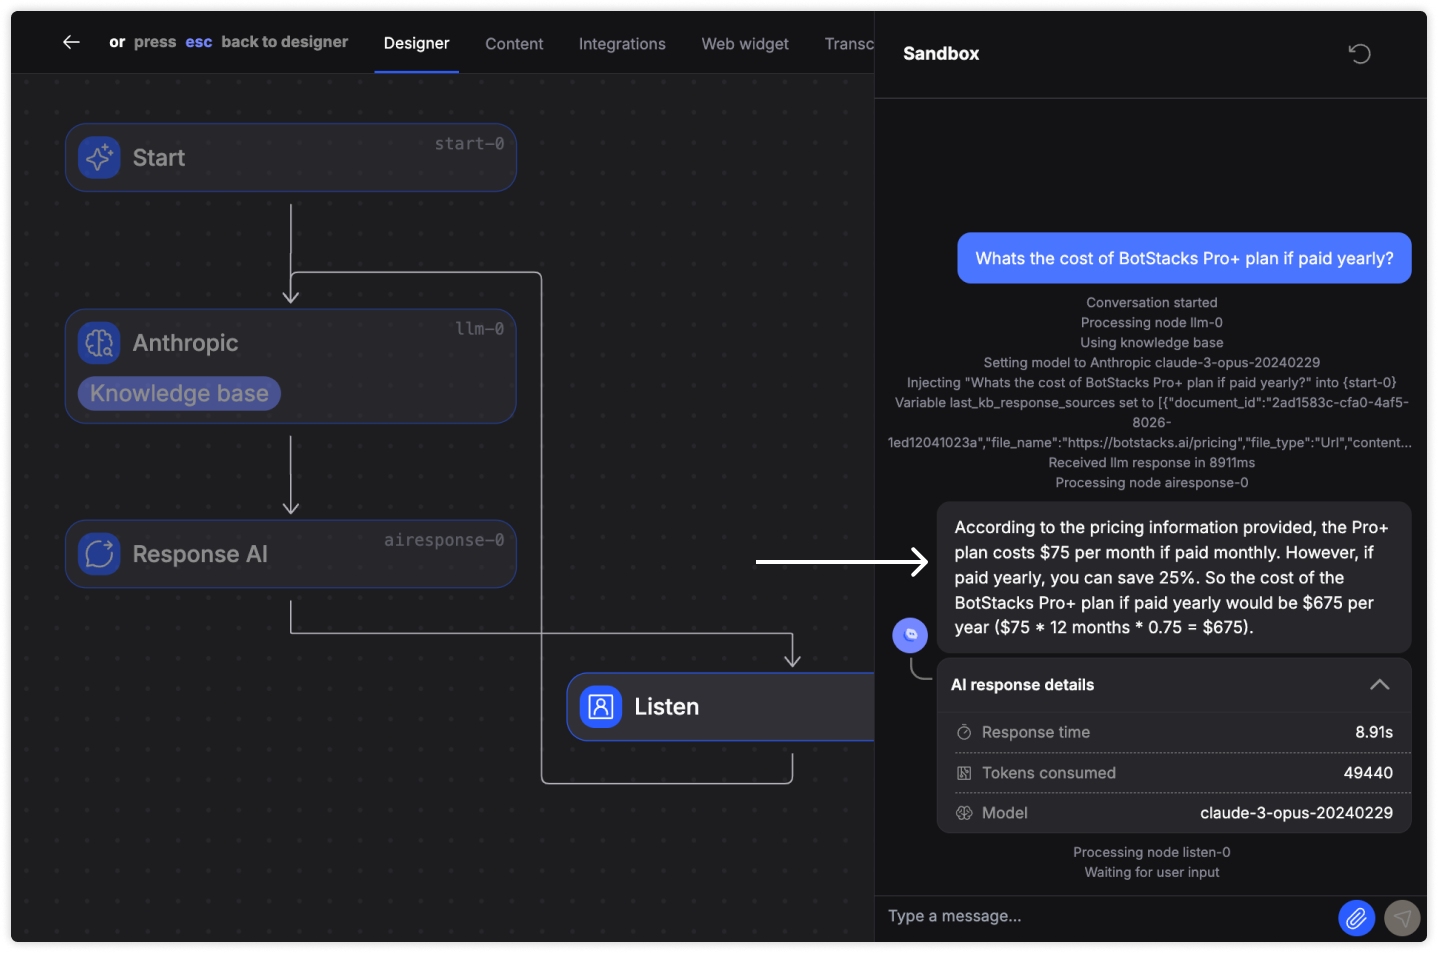 or press esc back to designer
Designer
Content
Integrations
Web widget
Transc
Start
start-0
Anthropic
llm-0
Knowledge base
Response AI
airesponse-0
Listen
Sandbox
Whats the cost of BotStacks Pro+ plan if paid yearly?
Conversation started
Processing node llm-0
Using knowledge base
Setting model to Anthropic claude-3-opus-20240229
Injecting "Whats the cost of BotStacks Pro+ plan if paid yearly?" into {start-0}
Variable last_kb_response_sources set to [{"document_id":"2ad1583c-cfa0-4af5-
8026-
1ed12041023a","file_name":"https://botstacks.ai/pricing","file_type":"Url","content...
Received llm response in 8911ms
Processing node airesponse-0
According to the pricing information provided, the Pro+
plan costs $75 per month if paid monthly. However, if
paid yearly, you can save 25%. So the cost of the
BotStacks Pro+ plan if paid yearly would be $675 per
year ($75 * 12 months * 0.75 = $675).
AI response details
Response time 8.91s
Tokens consumed 49440
Model claude-3-opus-20240229
Processing node listen-0
Waiting for user input
Type a message...